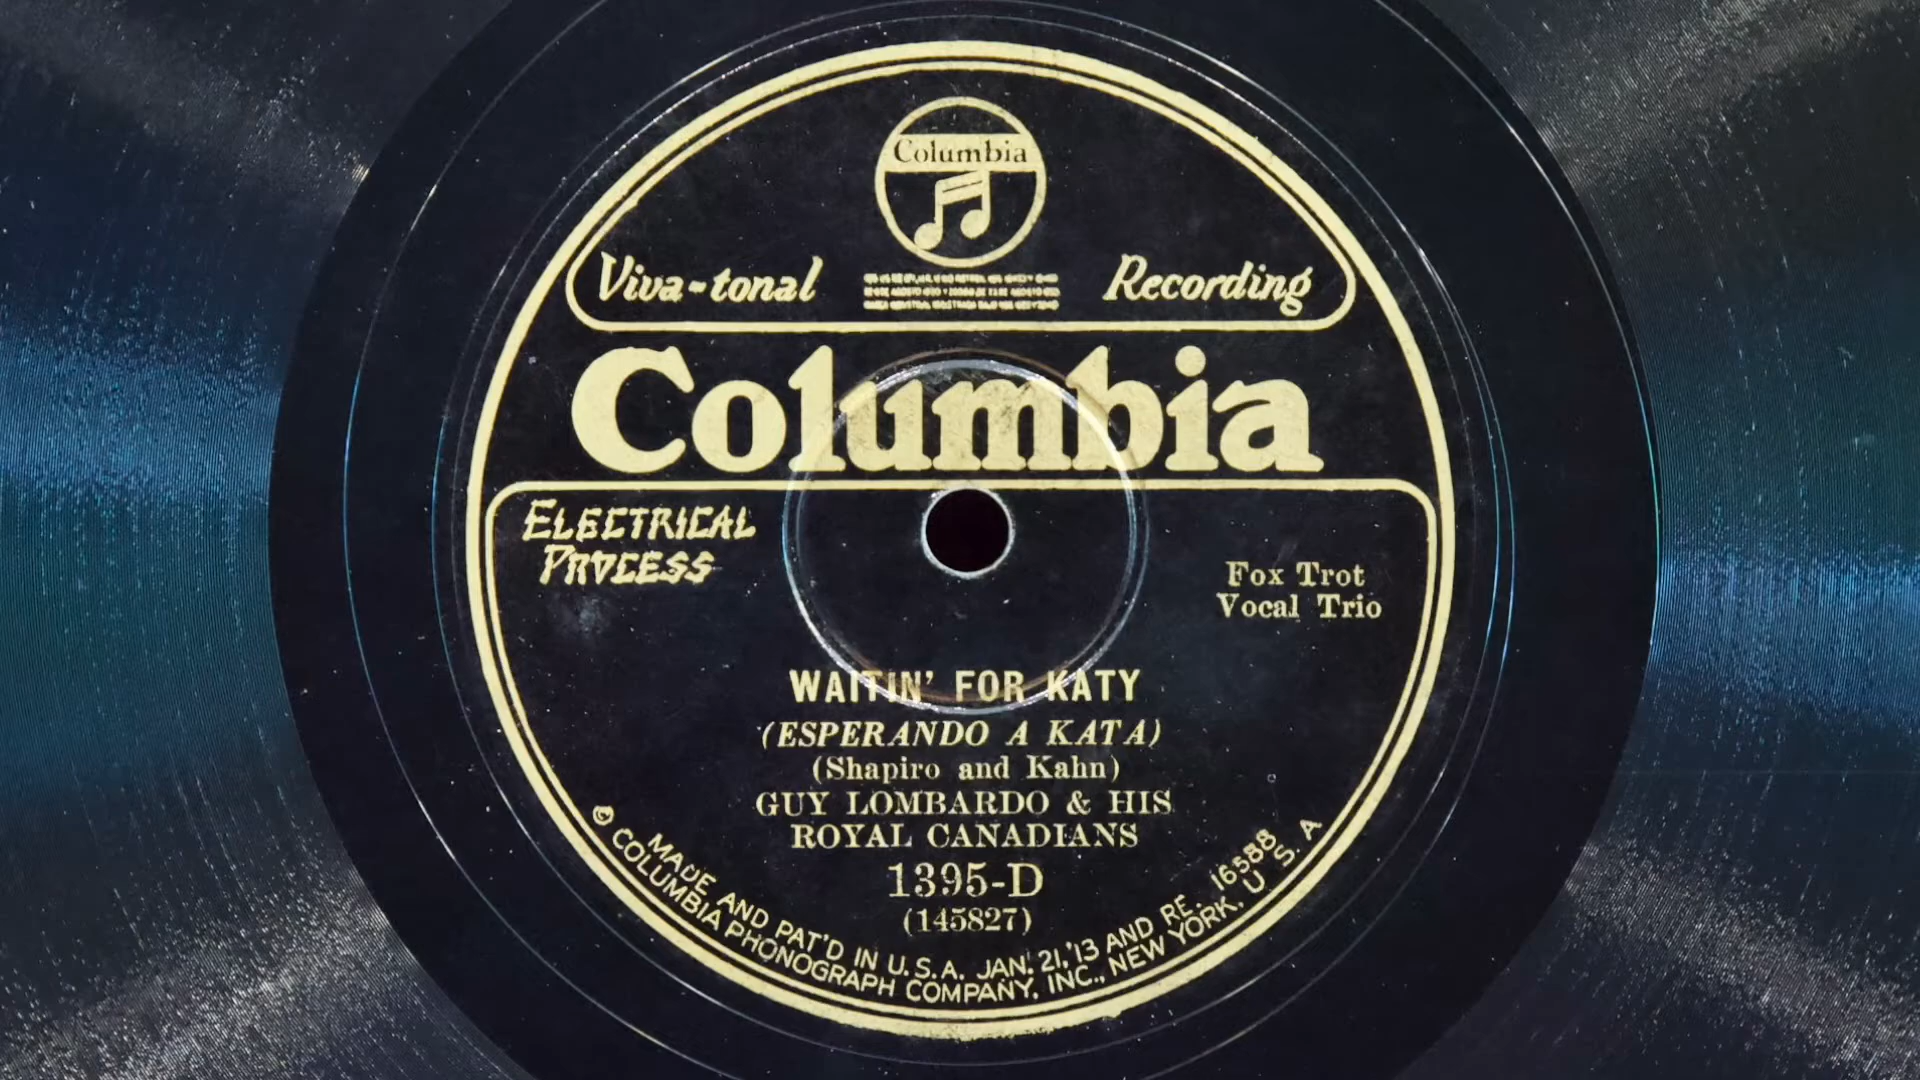 Columbia
Viva-tonal Recording
Columbia
ELECTRICAL
PROCESS
Fox Trot
Vocal Trio
WAITIN' FOR KATY
(ESPERANDO A KATA)
(Shapiro and Kahn)
GUY LOMBARDO & HIS
ROYAL CANADIANS
1395-D
(145827)
MADE AND PAT'D IN U.S.A. JAN. 21,'13 AND RE. 16588
COLUMBIA PHONOGRAPH COMPANY, INC., NEW YORK, U.S.A